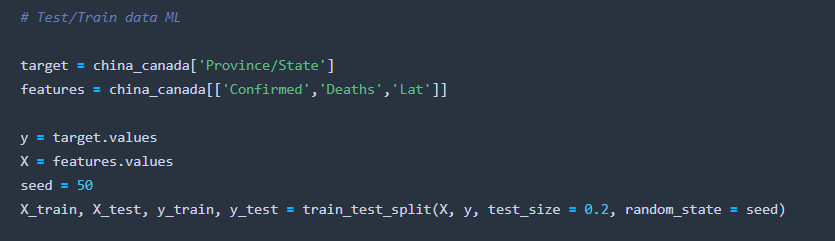 # Test/Train data ML
target = china_canada['Province/State']
features = china_canada[['Confirmed','Deaths','Lat']]
y = target.values
X = features.values
seed = 50
X_train, X_test, y_train, y_test = train_test_split(X, y, test_size = 0.2, random_state = seed)